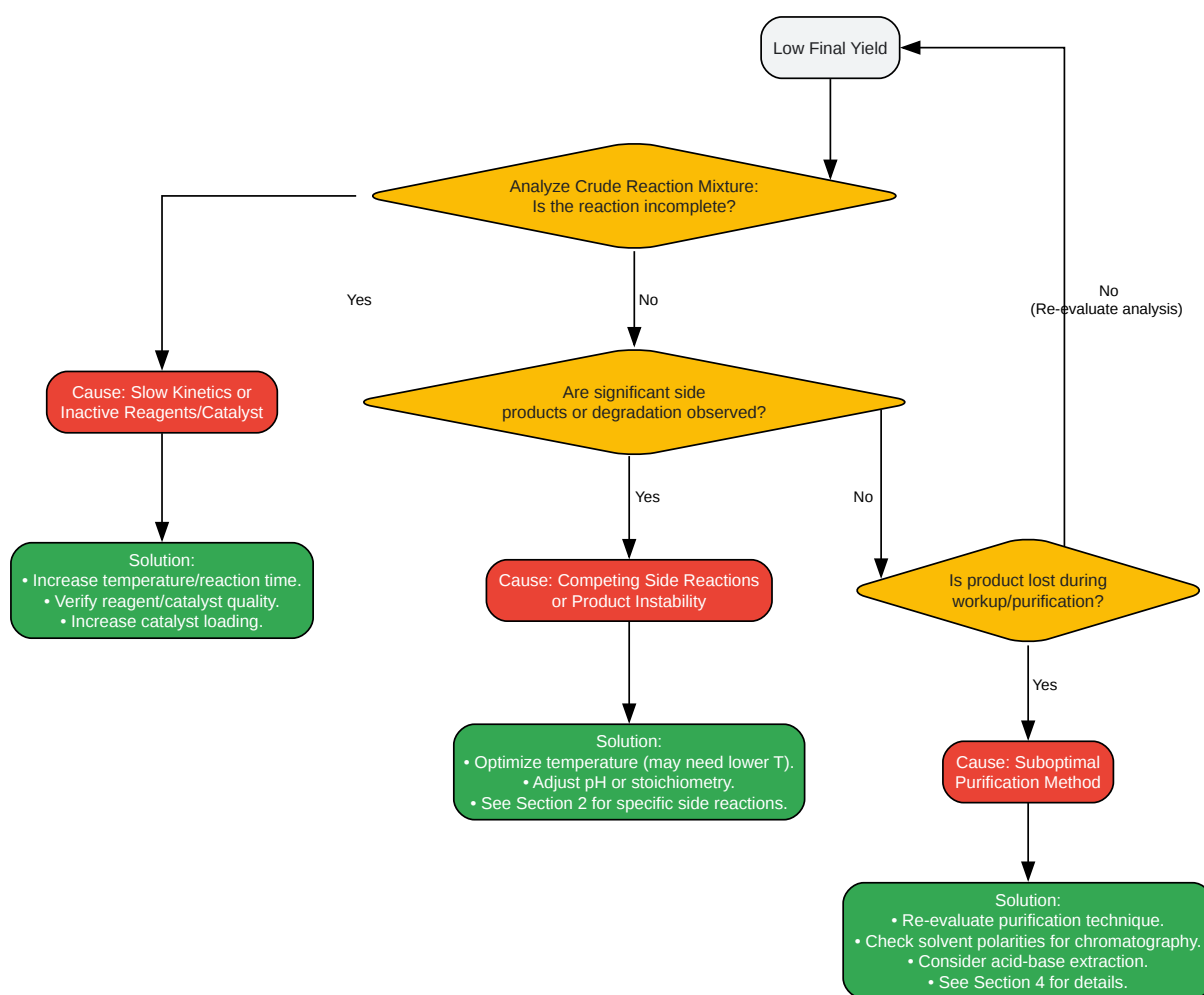 Low Final Yield
Analyze Crude Reaction Mixture:
Is the reaction incomplete?
No
(Re-evaluate analysis)
Yes
No
Cause: Slow Kinetics or
Inactive Reagents/Catalyst
Are significant side
products or degradation observed?
Yes
No
Solution:
• Increase temperature/reaction time.
• Verify reagent/catalyst quality.
• Increase catalyst loading.
Cause: Competing Side Reactions
or Product Instability
Is product lost during
workup/purification?
Yes
Solution:
• Optimize temperature (may need lower T).
• Adjust pH or stoichiometry.
• See Section 2 for specific side reactions.
Cause: Suboptimal
Purification Method
Solution:
• Re-evaluate purification technique.
• Check solvent polarities for chromatography.
• Consider acid-base extraction.
• See Section 4 for details.